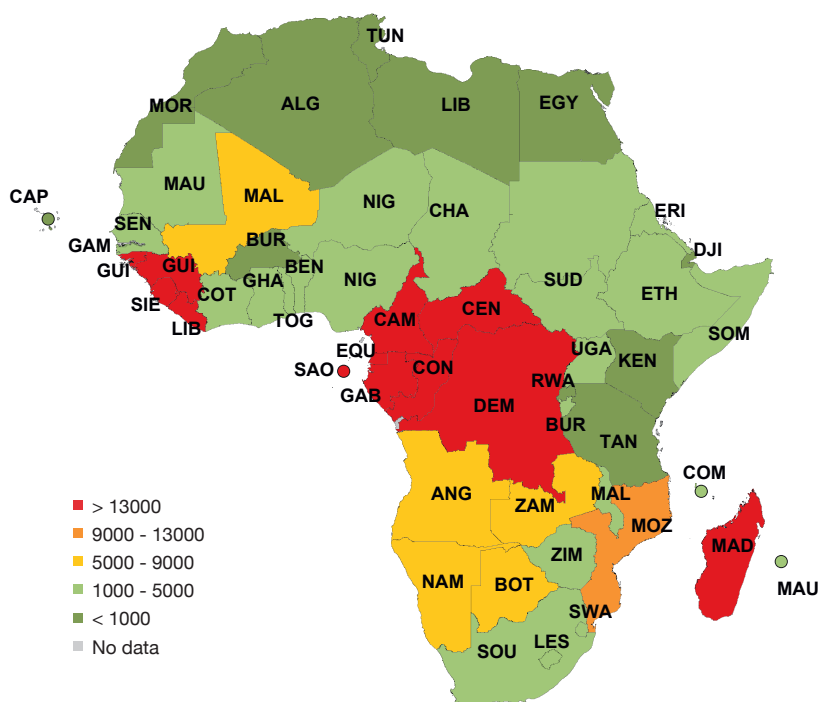 TUN
MOR
ALG
LIB
EGY
CAP
MAU
MAL
NIG
CHA
SEN
ERI
GAM
BUR
DJI
GUI
GUI
BEN
NIG
SUD
ETH
SIE
COT
GHA
LIB
TOG
CAM
CEN
SOM
EQU
UGA
KEN
SAO
CON
RWA
GAB
DEM
BUR
TAN
COM
ANG
ZAM
MAL
MOZ
MAD
ZIM
MAU
NAM
BOT
SWA
SOU
LES
> 13000
9000 - 13000
5000 - 9000
1000 - 5000
< 1000
No data